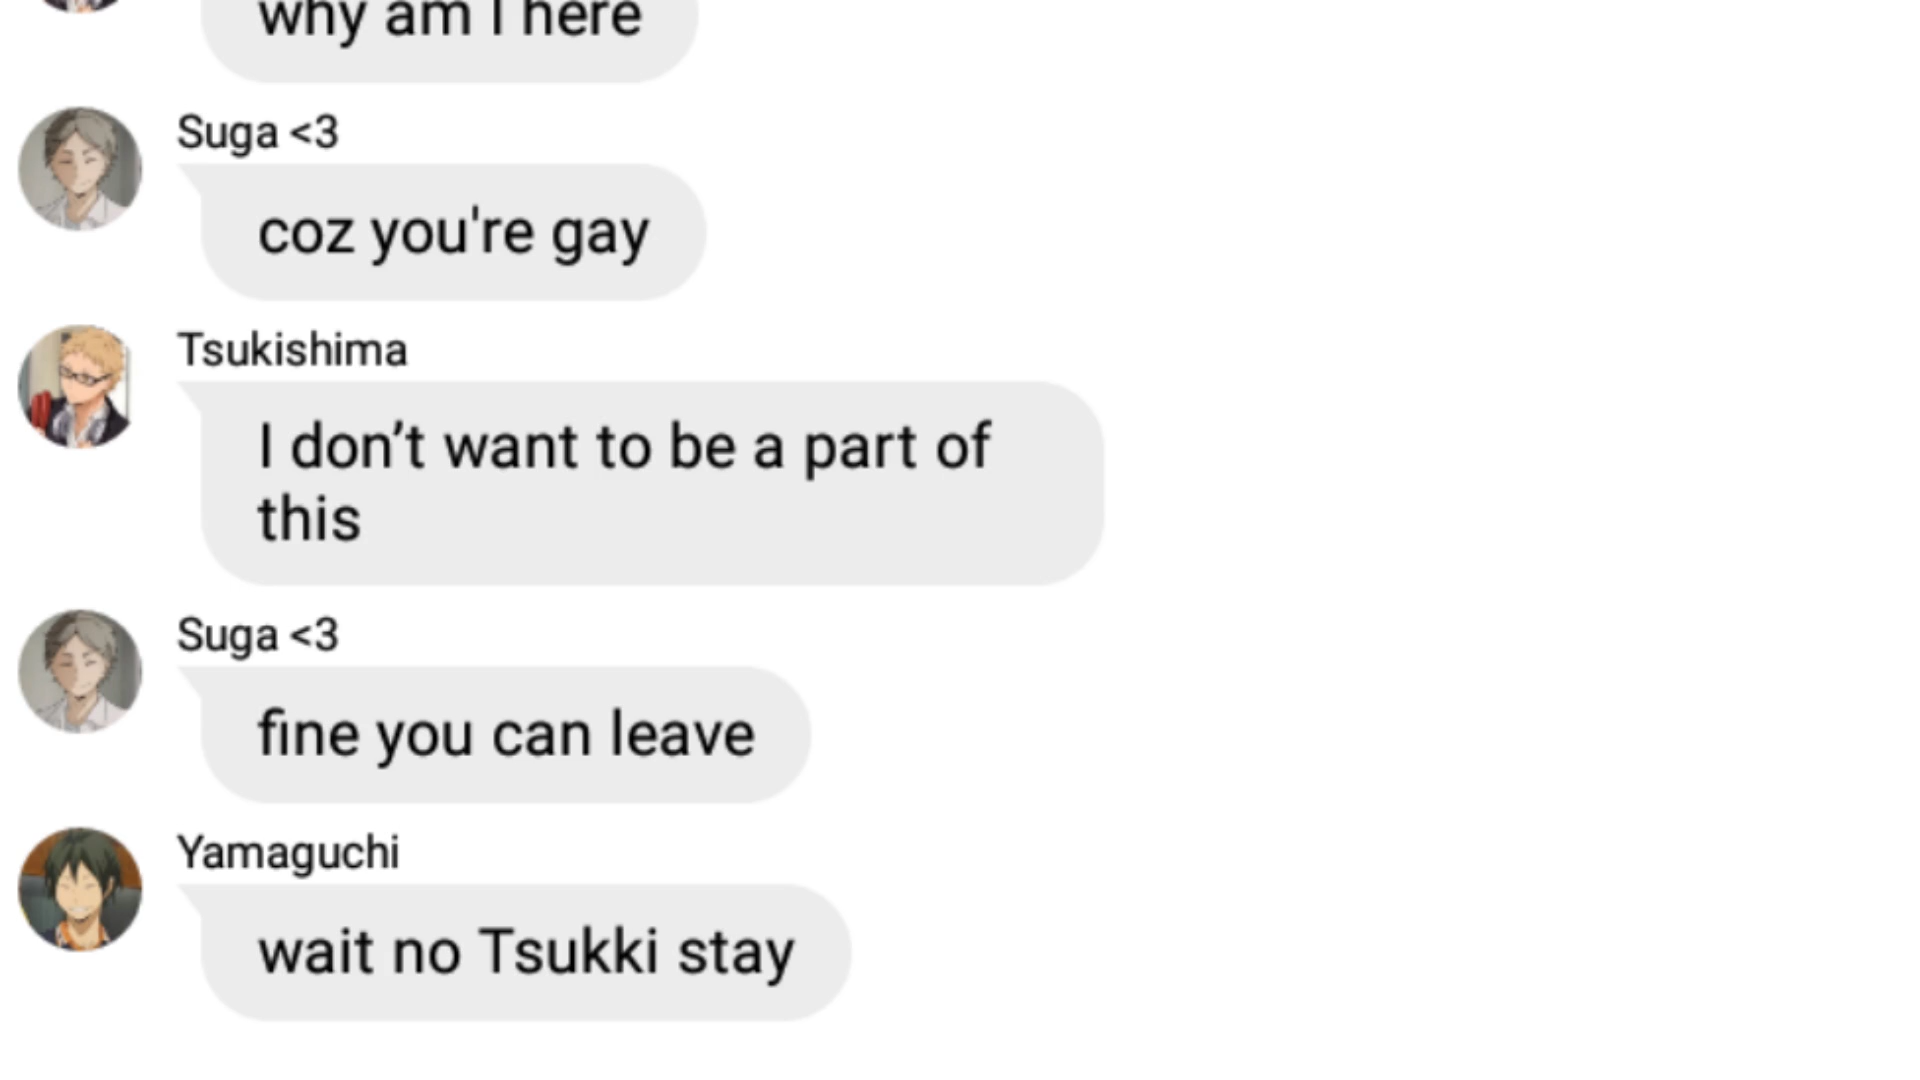 why am I here
Suga <3
coz you're gay
Tsukishima
I don’t want to be a part of
this
Suga <3
fine you can leave
Yamaguchi
wait no Tsukki stay